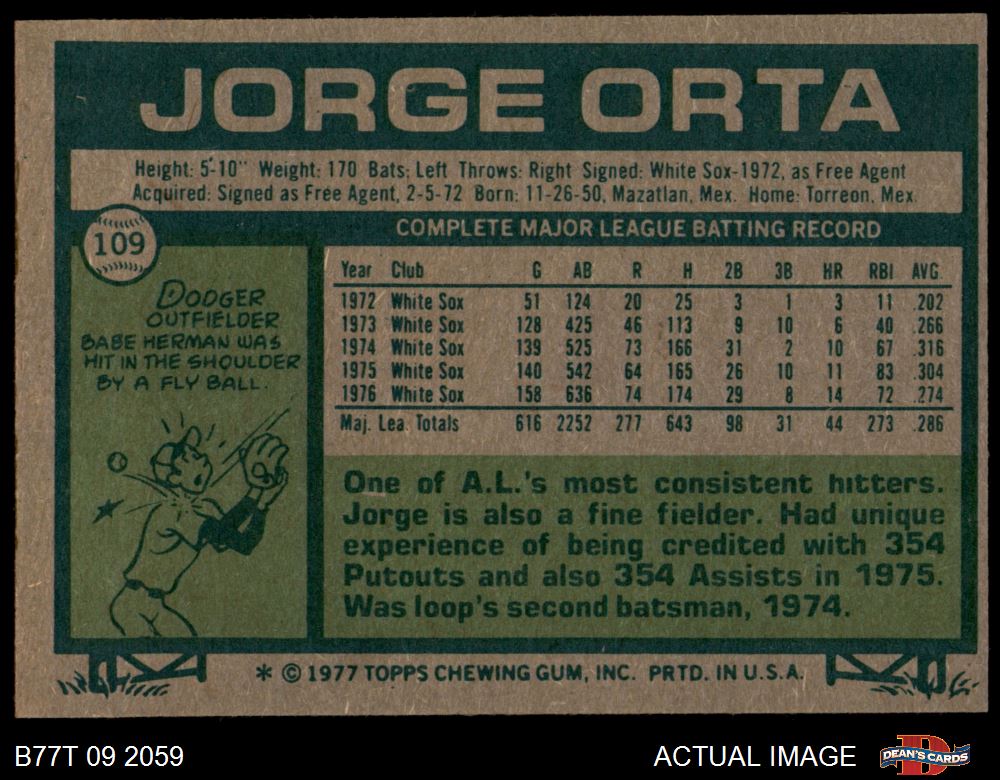 JORGE ORTA
Height: 5'-10" Weight: 170 Bats: Left Throws: Right Signed: White Sox-1972, as Free Agent
Acquired: Signed as Free Agent, 2-5-72 Born: 11-26-50, Mazatlan, Mex. Home: Torreon, Mex.
109
DODGER
OUTFIELDER
BABE HERMAN WAS
HIT IN THE SHOULDER
BY A FLY BALL.
COMPLETE MAJOR LEAGUE BATTING RECORD
Year Club G AB R H 2B 3B HR RBI AVG.
1972 White Sox 51 124 20 25 3 1 3 11 .202
1973 White Sox 128 425 46 113 9 10 6 40 .266
1974 White Sox 139 525 73 166 31 2 10 67 .316
1975 White Sox 140 542 64 165 26 10 11 83 .304
1976 White Sox 158 636 74 174 29 8 14 72 .274
Maj. Lea. Totals 616 2252 277 643 98 31 44 273 .286
One of A.L.'s most consistent hitters.
Jorge is also a fine fielder. Had unique
experience of being credited with 354
Putouts and also 354 Assists in 1975.
Was loop's second batsman, 1974.
* © 1977 TOPPS CHEWING GUM, INC. PRTD. IN U.S.A.
B77T 09 2059
ACTUAL IMAGE
D
DEAN'S CARDS